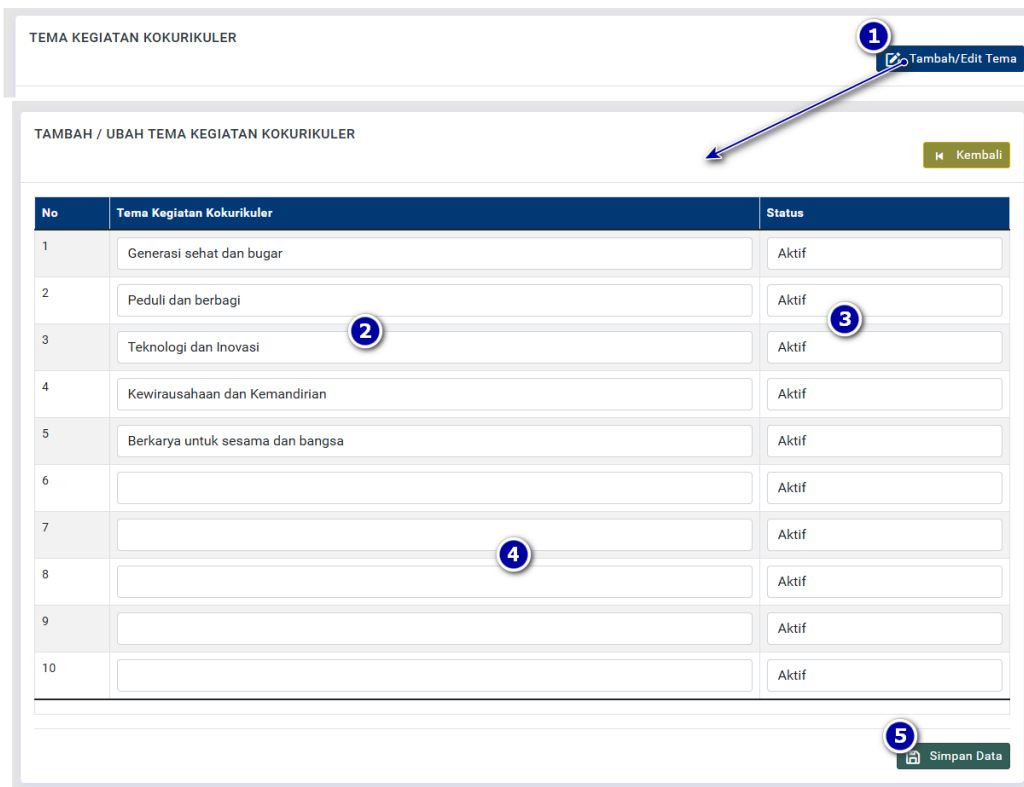 TEMA KEGIATAN KOKURIKULER
1
Tambah/Edit Tema
TAMBAH / UBAH TEMA KEGIATAN KOKURIKULER
Kembali
No Tema Kegiatan Kokurikuler Status
1 Generasi sehat dan bugar Aktif
2 Peduli dan berbagi Aktif
2 3
3 Teknologi dan Inovasi Aktif
4 Kewirausahaan dan Kemandirian Aktif
5 Berkarya untuk sesama dan bangsa Aktif
6 Aktif
7 Aktif
4
8 Aktif
9 Aktif
10 Aktif
5
Simpan Data